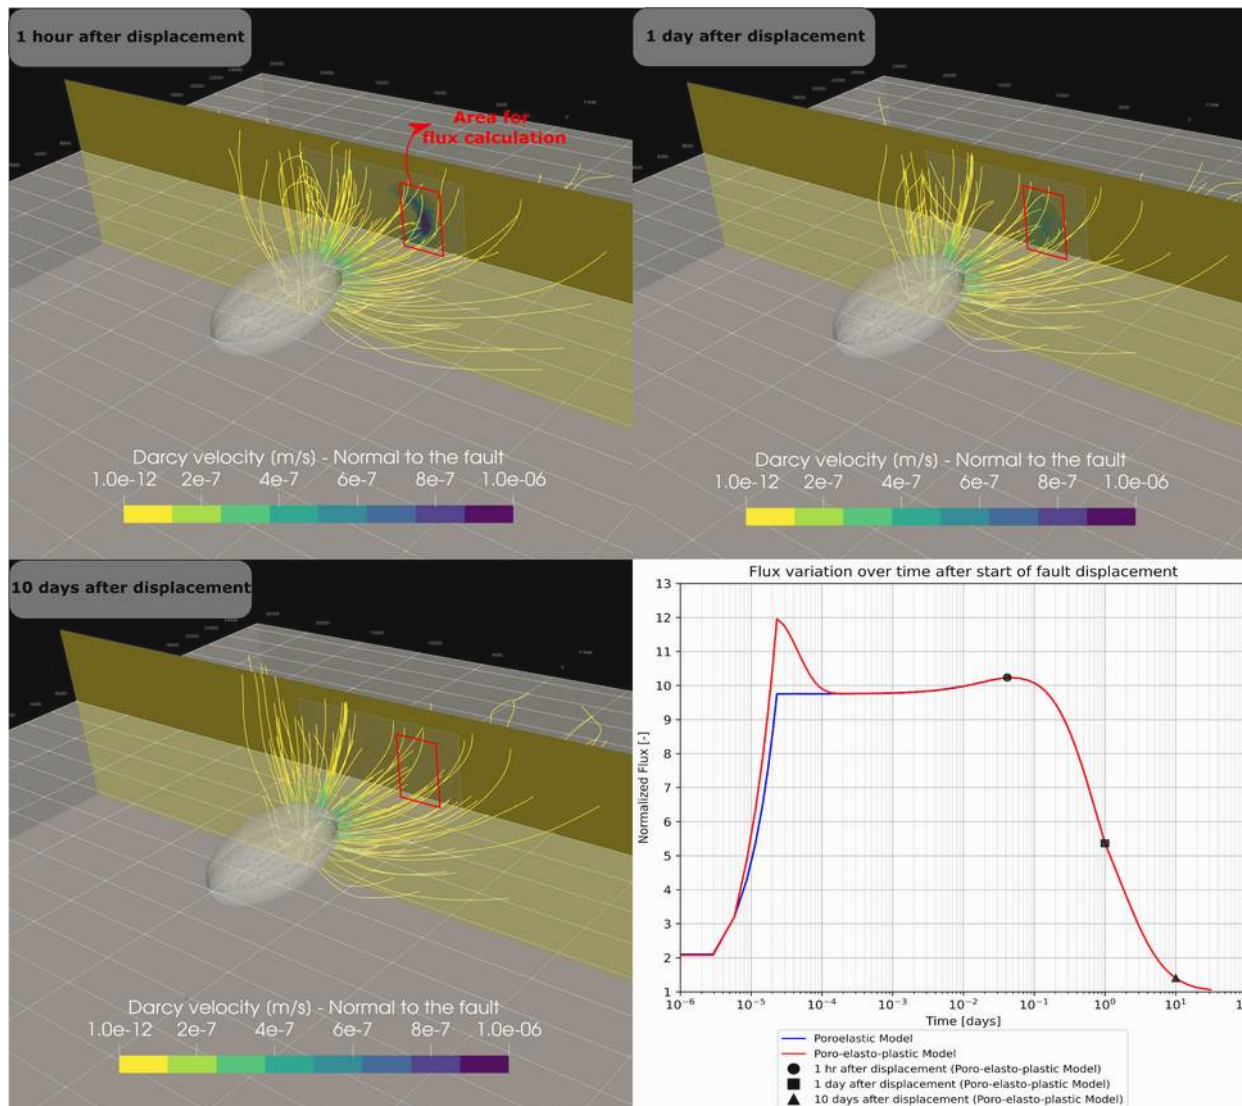 1 hour after displacement
Area for
flux calculation
Darcy velocity (m/s) - Normal to the fault
1.0e-12 2e-7 4e-7 6e-7 8e-7 1.0e-06
1 day after displacement
Darcy velocity (m/s) - Normal to the fault
1.0e-12 2e-7 4e-7 6e-7 8e-7 1.0e-06
10 days after displacement
Darcy velocity (m/s) - Normal to the fault
1.0e-12 2e-7 4e-7 6e-7 8e-7 1.0e-06
Flux variation over time after start of fault displacement
Normalized Flux [-]
13
12
11
10
9
8
7
6
5
4
3
2
1
10⁻⁶ 10⁻⁵ 10⁻⁴ 10⁻³ 10⁻² 10⁻¹ 10⁰ 10¹
Time [days]
Poroelastic Model
Poro-elasto-plastic Model
1 hr after displacement (Poro-elasto-plastic Model)
1 day after displacement (Poro-elasto-plastic Model)
10 days after displacement (Poro-elasto-plastic Model)